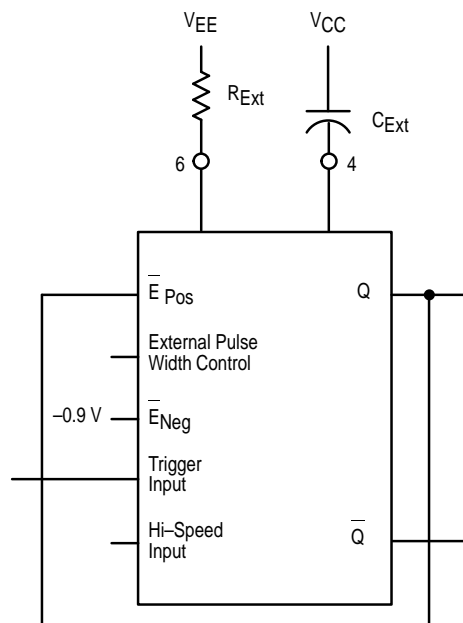 VEE
VCC
RExt
CExt
6
4
E Pos
Q
External Pulse
Width Control
–0.9 V
ENeg
Trigger
Input
Hi–Speed
Input
Q